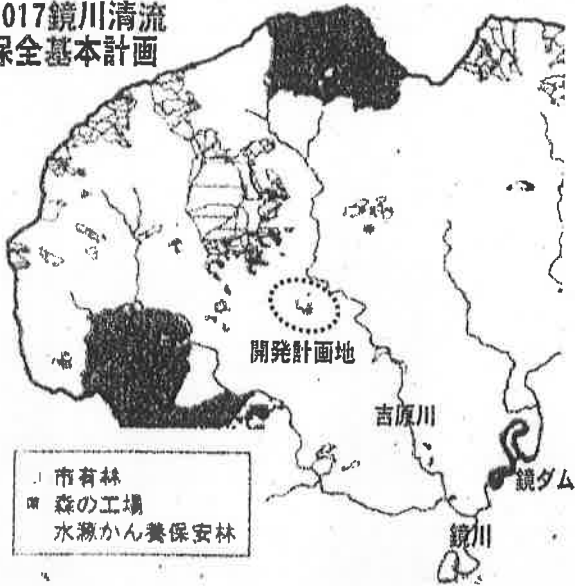 017鏡川清流
保全基本計画
開発計画地
吉原川
鏡ダム
鏡川
市有林
森の工場
水源かん養保安林